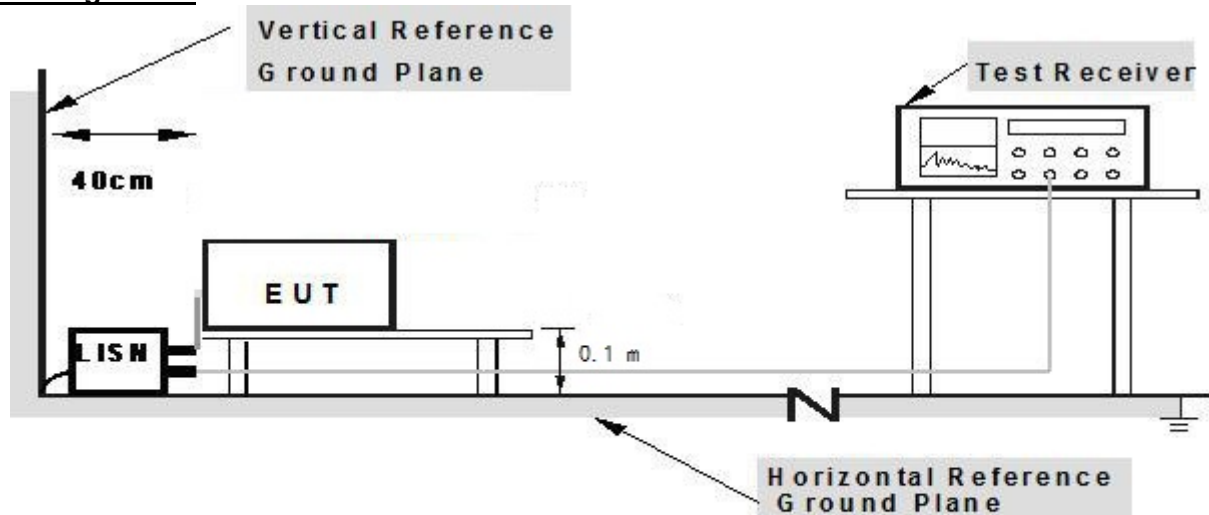 Vertical Reference
Ground Plane
Test Receiver
40cm
EUT
LISN
0.1 m
Horizontal Reference
Ground Plane